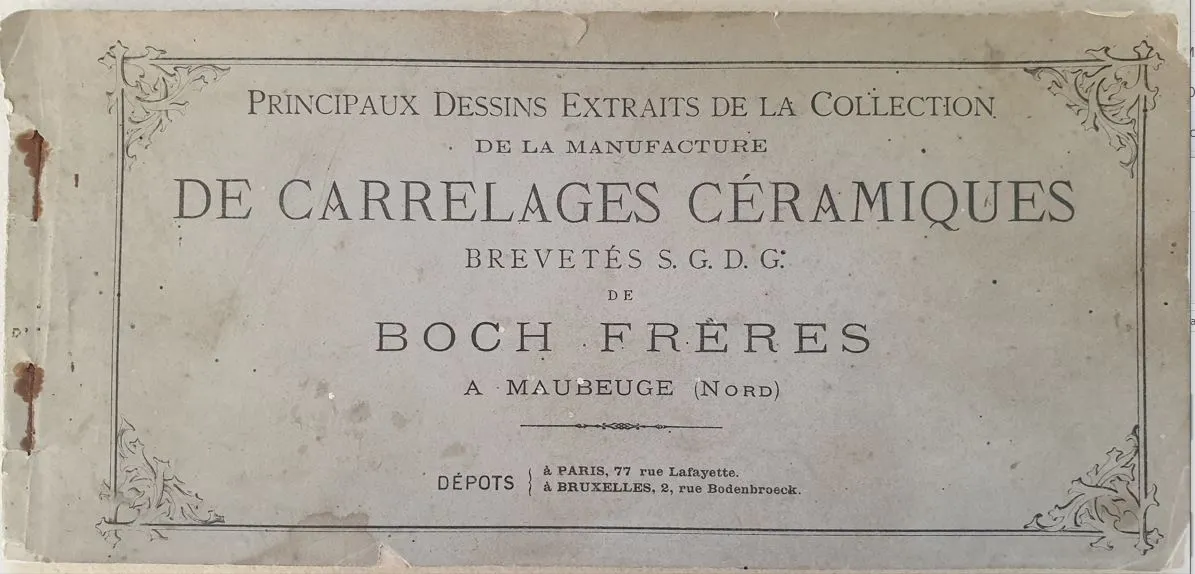 PRINCIPAUX DESSINS EXTRAITS DE LA COLLECTION
DE LA MANUFACTURE
DE CARRELAGES CÉRAMIQUES
BREVETÉS S. G. D. G.
DE
BOCH FRÈRES
A MAUBEUGE (NORD)
DÉPOTS { à PARIS, 77 rue Lafayette.
à BRUXELLES, 2, rue Bodenbroeck.